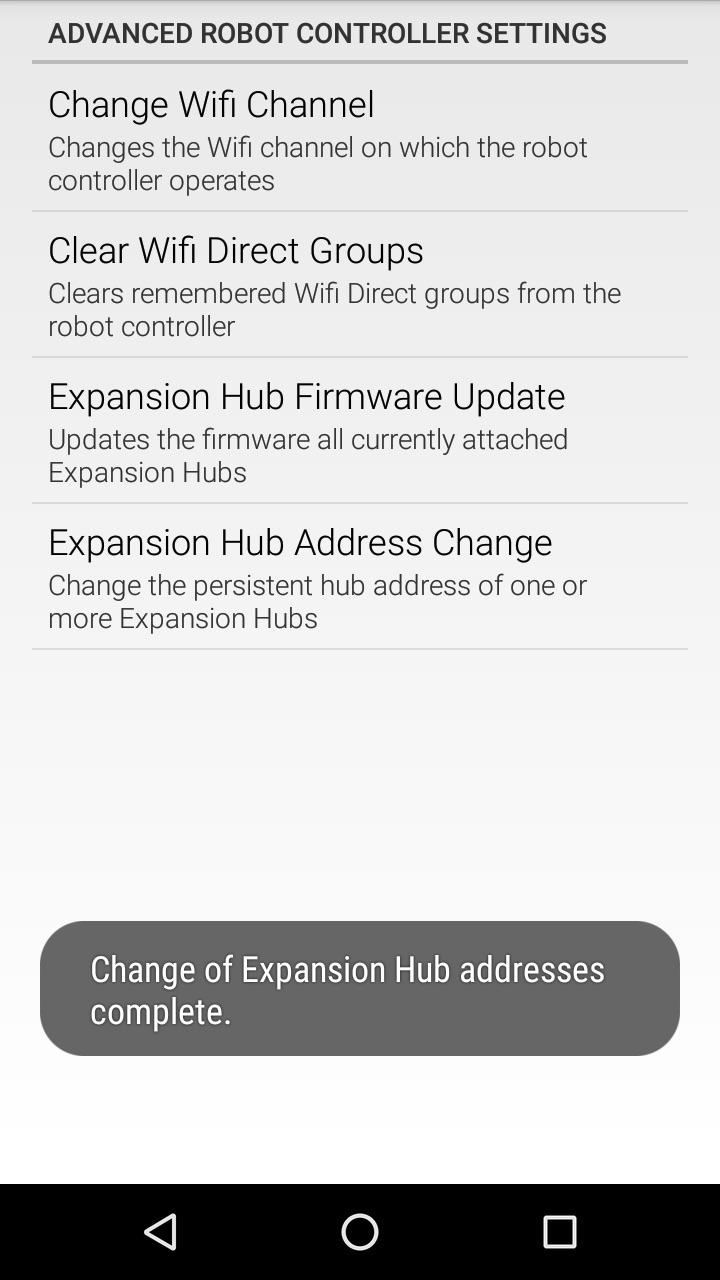 ADVANCED ROBOT CONTROLLER SETTINGS
Change Wifi Channel
Changes the Wifi channel on which the robot
controller operates
Clear Wifi Direct Groups
Clears remembered Wifi Direct groups from the
robot controller
Expansion Hub Firmware Update
Updates the firmware all currently attached
Expansion Hubs
Expansion Hub Address Change
Change the persistent hub address of one or
more Expansion Hubs
Change of Expansion Hub addresses
complete.